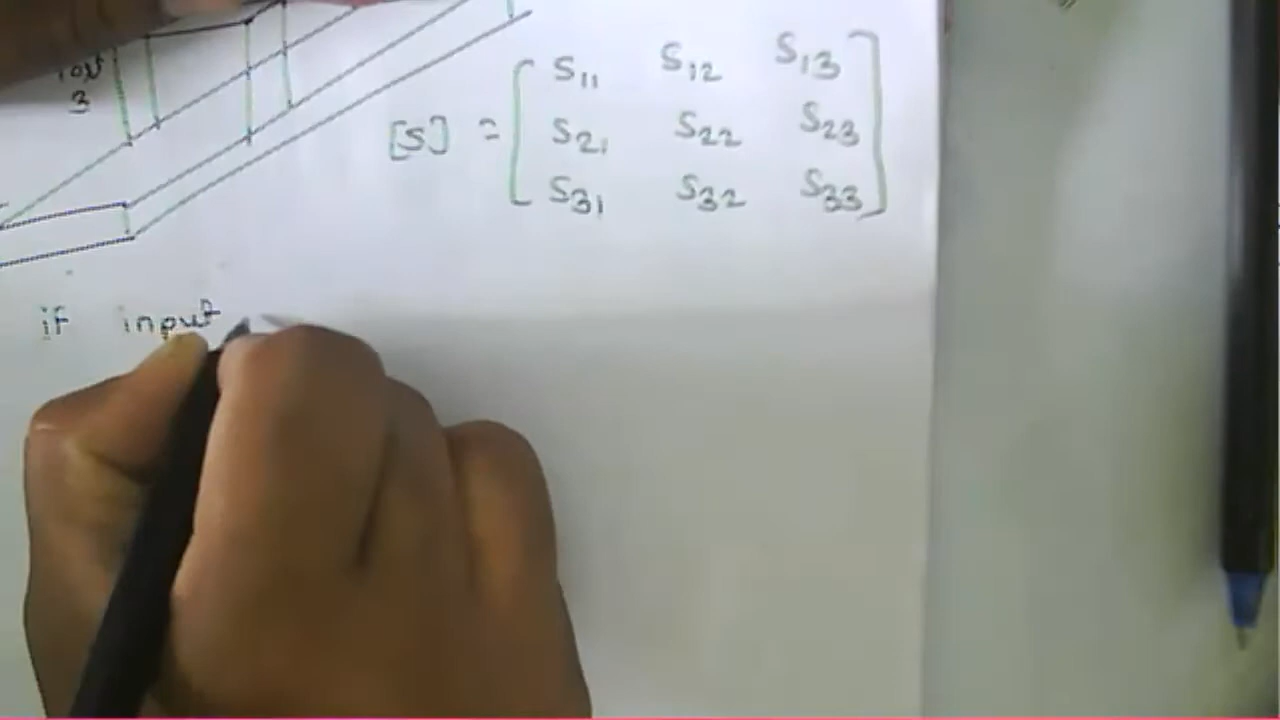 port
3
[S] = [ S11 S12 S13
S21 S22 S23
S31 S32 S33 ]
if input